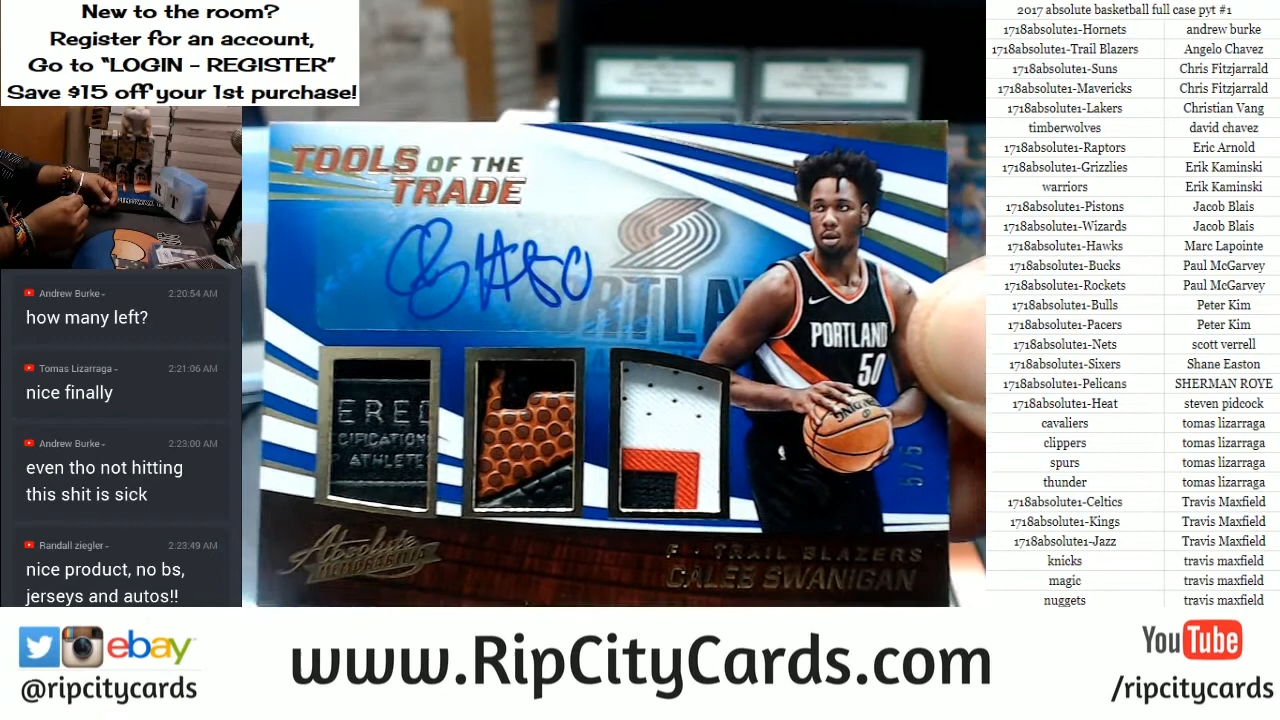 New to the room?
Register for an account,
Go to “LOGIN - REGISTER”
Save $15 off your 1st purchase!
Andrew Burke - 2:20:54 AM
how many left?
Tomas Lizarraga - 2:21:06 AM
nice finally
Andrew Burke - 2:23:00 AM
even tho not hitting
this shit is sick
Randall ziegler - 2:23:49 AM
nice product, no bs,
jerseys and autos!!
TOOLS OF THE
TRADE
PORTLAND
50
SPALDING
ERED
CIFICATION
ATHLETE
5/5
Absolute
MEMORABILIA
F · TRAIL BLAZERS
CALEB SWANIGAN
2017 absolute basketball full case pyt #1
1718absolute1-Hornets andrew burke
1718absolute1-Trail Blazers Angelo Chavez
1718absolute1-Suns Chris Fitzjarrald
1718absolute1-Mavericks Chris Fitzjarrald
1718absolute1-Lakers Christian Vang
timberwolves david chavez
1718absolute1-Raptors Eric Arnold
1718absolute1-Grizzlies Erik Kaminski
warriors Erik Kaminski
1718absolute1-Pistons Jacob Blais
1718absolute1-Wizards Jacob Blais
1718absolute1-Hawks Marc Lapointe
1718absolute1-Bucks Paul McGarvey
1718absolute1-Rockets Paul McGarvey
1718absolute1-Bulls Peter Kim
1718absolute1-Pacers Peter Kim
1718absolute1-Nets scott verrell
1718absolute1-Sixers Shane Easton
1718absolute1-Pelicans SHERMAN ROYE
1718absolute1-Heat steven pidcock
cavaliers tomas lizarraga
clippers tomas lizarraga
spurs tomas lizarraga
thunder tomas lizarraga
1718absolute1-Celtics Travis Maxfield
1718absolute1-Kings Travis Maxfield
1718absolute1-Jazz Travis Maxfield
knicks travis maxfield
magic travis maxfield
nuggets travis maxfield
ebay
@ripcitycards
www.RipCityCards.com
YouTube
/ripcitycards